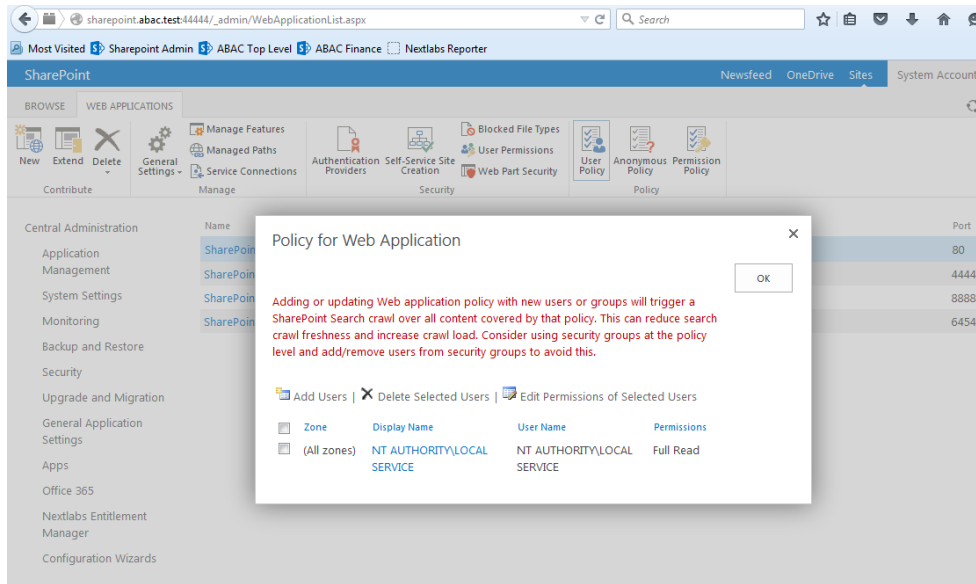 sharepoint.abac.test:44444/_admin/WebApplicationList.aspx
Search
Most Visited Sharepoint Admin ABAC Top Level ABAC Finance Nextlabs Reporter
SharePoint Newsfeed OneDrive Sites System Account
BROWSE WEB APPLICATIONS
New Extend Delete
General Settings
Manage Features
Managed Paths
Service Connections
Authentication Providers
Self-Service Site Creation
Blocked File Types
User Permissions
Web Part Security
User Policy
Anonymous Policy
Permission Policy
Contribute Manage Security Policy
Central Administration
Application
Management
System Settings
Monitoring
Backup and Restore
Security
Upgrade and Migration
General Application
Settings
Apps
Office 365
Nextlabs Entitlement
Manager
Configuration Wizards
Name Port
SharePoin 80
SharePoin 4444
SharePoin 8888
SharePoin 6454
Policy for Web Application
OK
Adding or updating Web application policy with new users or groups will trigger a
SharePoint Search crawl over all content covered by that policy. This can reduce search
crawl freshness and increase crawl load. Consider using security groups at the policy
level and add/remove users from security groups to avoid this.
Add Users | Delete Selected Users | Edit Permissions of Selected Users
Zone Display Name User Name Permissions
(All zones) NT AUTHORITY\LOCAL NT AUTHORITY\LOCAL Full Read
SERVICE SERVICE